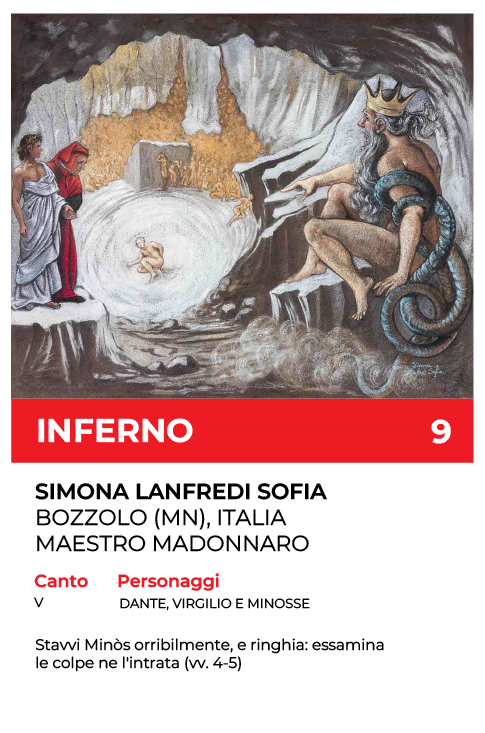 INFERNO 9
SIMONA LANFREDI SOFIA
BOZZOLO (MN), ITALIA
MAESTRO MADONNARO
Canto Personaggi
V DANTE, VIRGILIO E MINOSSE
Stavvi Minòs orribilmente, e ringhia: essamina
le colpe ne l'intrata (vv. 4-5)